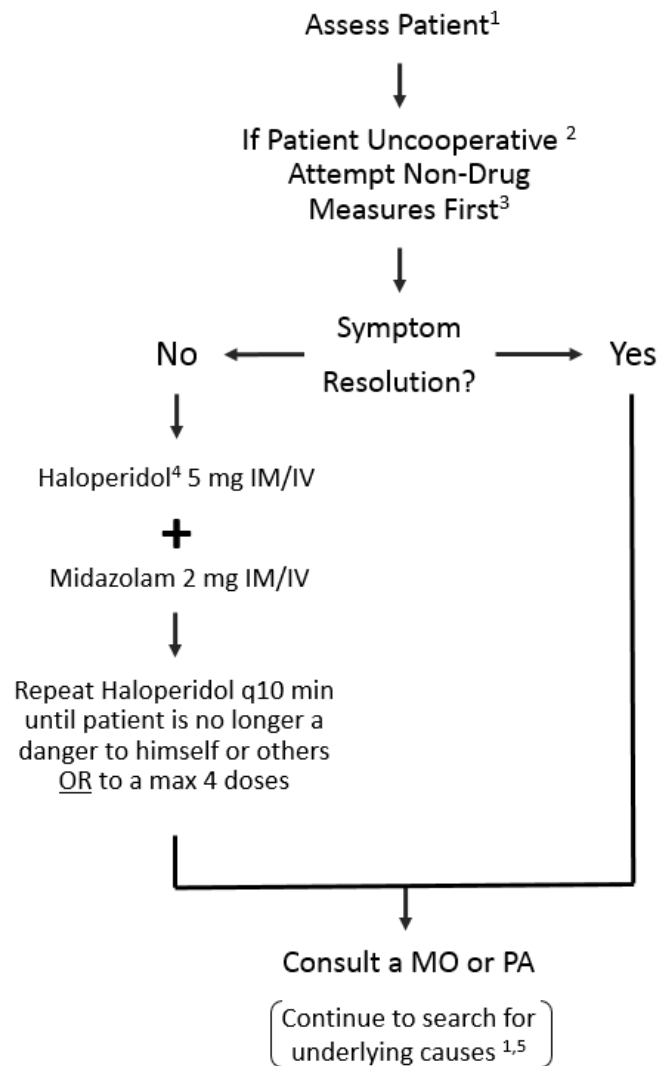 Assess Patient¹
If Patient Uncooperative ²
Attempt Non-Drug
Measures First³
Symptom
Resolution?
No
Yes
Haloperidol⁴ 5 mg IM/IV
+
Midazolam 2 mg IM/IV
Repeat Haloperidol q10 min
until patient is no longer a
danger to himself or others
OR to a max 4 doses
Consult a MO or PA
Continue to search for
underlying causes ¹,⁵